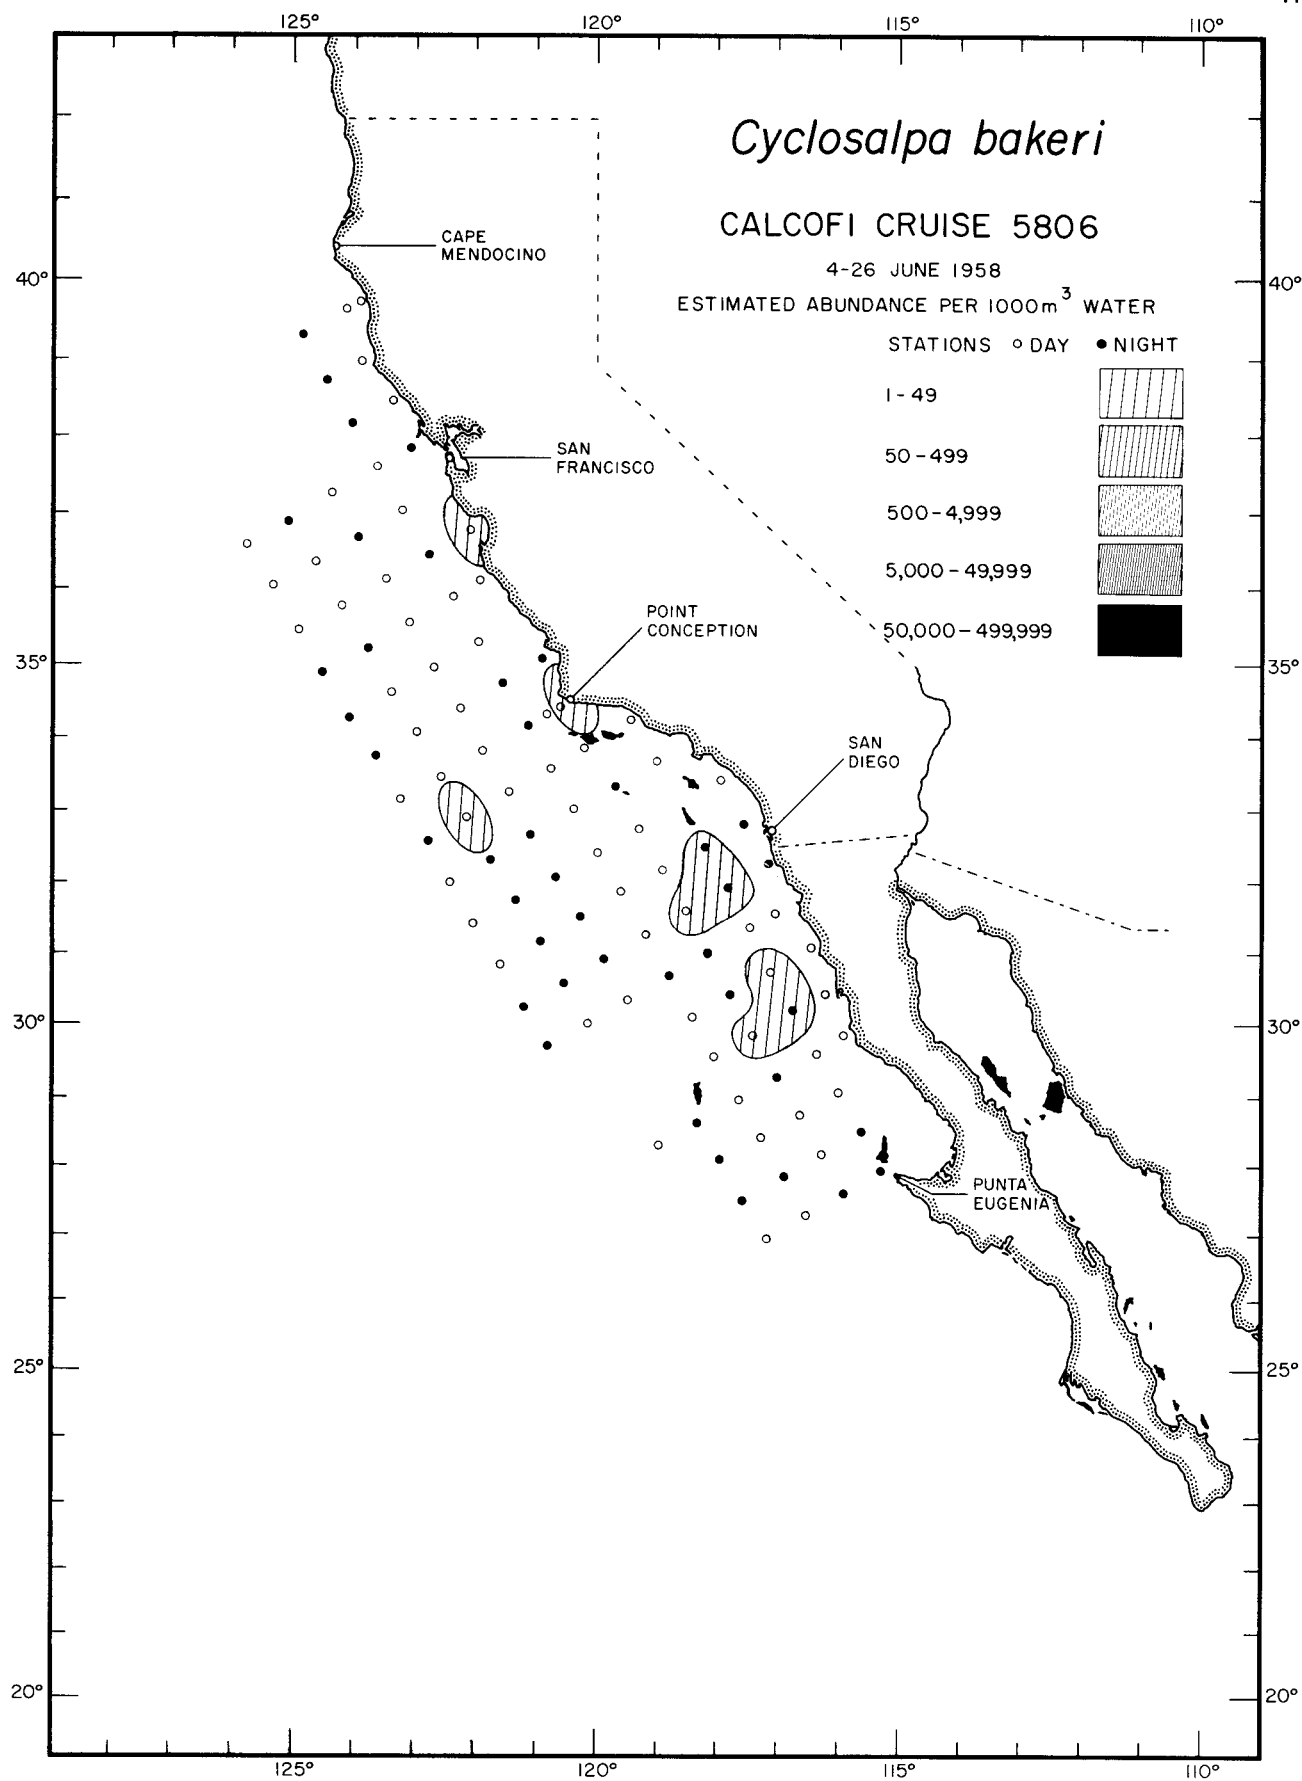 125° 120° 115° 110°
Cyclosalpa bakeri
CALCOFI CRUISE 5806
4-26 JUNE 1958
ESTIMATED ABUNDANCE PER 1000m³ WATER
STATIONS ○ DAY ● NIGHT
1-49
50-499
500-4,999
5,000-49,999
50,000-499,999
CAPE
MENDOCINO
40° 40°
SAN
FRANCISCO
POINT
CONCEPTION
35° 35°
SAN
DIEGO
30° 30°
PUNTA
EUGENIA
25° 25°
20° 20°
125° 120° 115° 110°